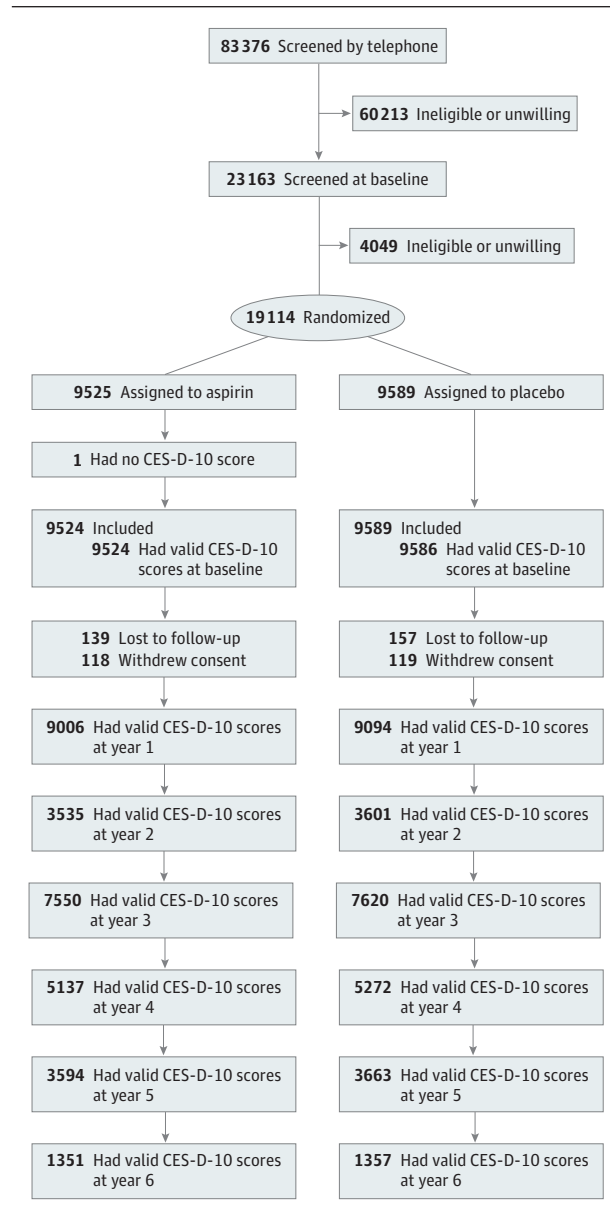 83376 Screened by telephone
60213 Ineligible or unwilling
23163 Screened at baseline
4049 Ineligible or unwilling
19114 Randomized
9525 Assigned to aspirin
9589 Assigned to placebo
1 Had no CES-D-10 score
9524 Included
9524 Had valid CES-D-10
scores at baseline
9589 Included
9586 Had valid CES-D-10
scores at baseline
139 Lost to follow-up
118 Withdrew consent
157 Lost to follow-up
119 Withdrew consent
9006 Had valid CES-D-10 scores
at year 1
9094 Had valid CES-D-10 scores
at year 1
3535 Had valid CES-D-10 scores
at year 2
3601 Had valid CES-D-10 scores
at year 2
7550 Had valid CES-D-10 scores
at year 3
7620 Had valid CES-D-10 scores
at year 3
5137 Had valid CES-D-10 scores
at year 4
5272 Had valid CES-D-10 scores
at year 4
3594 Had valid CES-D-10 scores
at year 5
3663 Had valid CES-D-10 scores
at year 5
1351 Had valid CES-D-10 scores
at year 6
1357 Had valid CES-D-10 scores
at year 6